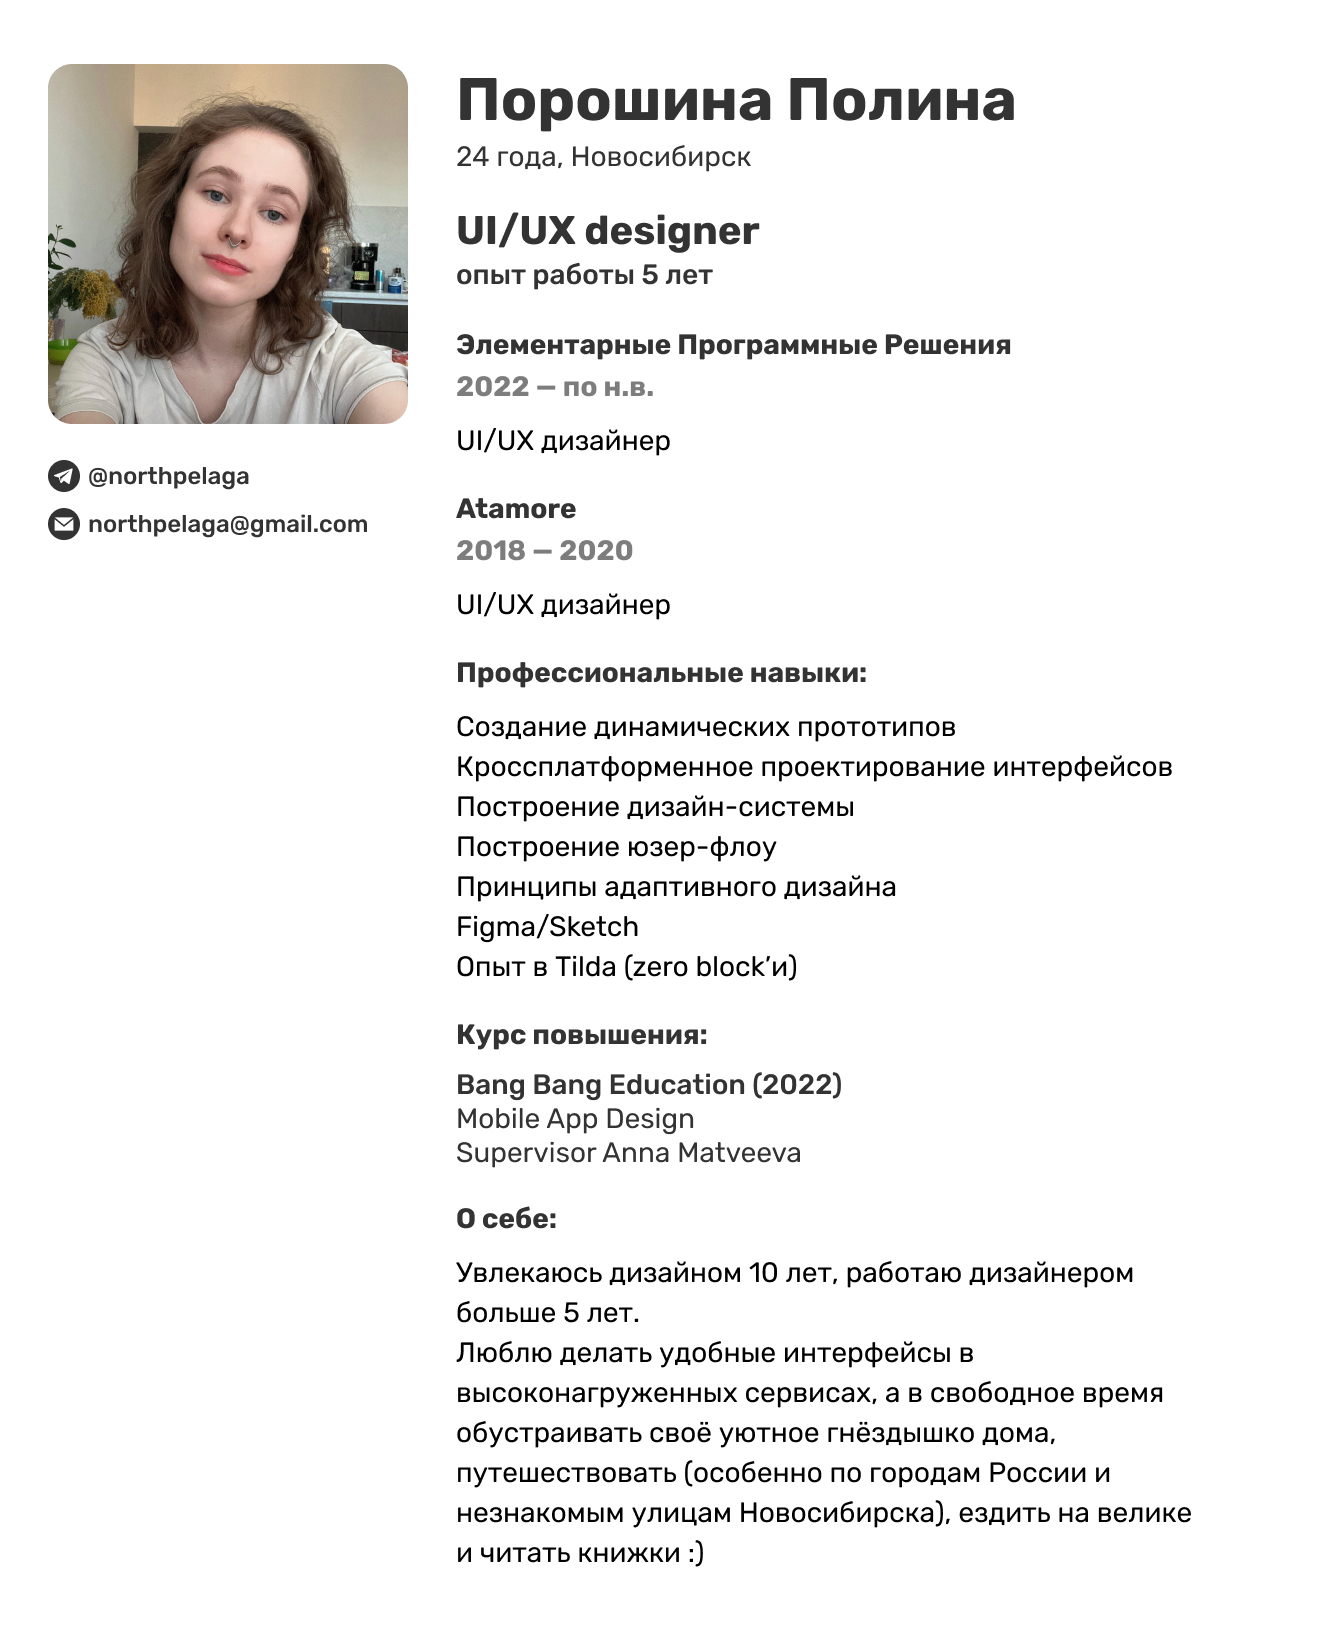 Порошина Полина
24 года, Новосибирск
UI/UX designer
опыт работы 5 лет
Элементарные Программные Решения
2022 — по н.в.
UI/UX дизайнер
@northpelaga
northpelaga@gmail.com
Atamore
2018 — 2020
UI/UX дизайнер
Профессиональные навыки:
Создание динамических прототипов
Кроссплатформенное проектирование интерфейсов
Построение дизайн-системы
Построение юзер-флоу
Принципы адаптивного дизайна
Figma/Sketch
Опыт в Tilda (zero block’и)
Курс повышения:
Bang Bang Education (2022)
Mobile App Design
Supervisor Anna Matveeva
О себе:
Увлекаюсь дизайном 10 лет, работаю дизайнером
больше 5 лет.
Люблю делать удобные интерфейсы в
высоконагруженных сервисах, а в свободное время
обустраивать своё уютное гнёздышко дома,
путешествовать (особенно по городам России и
незнакомым улицам Новосибирска), ездить на велике
и читать книжки :)